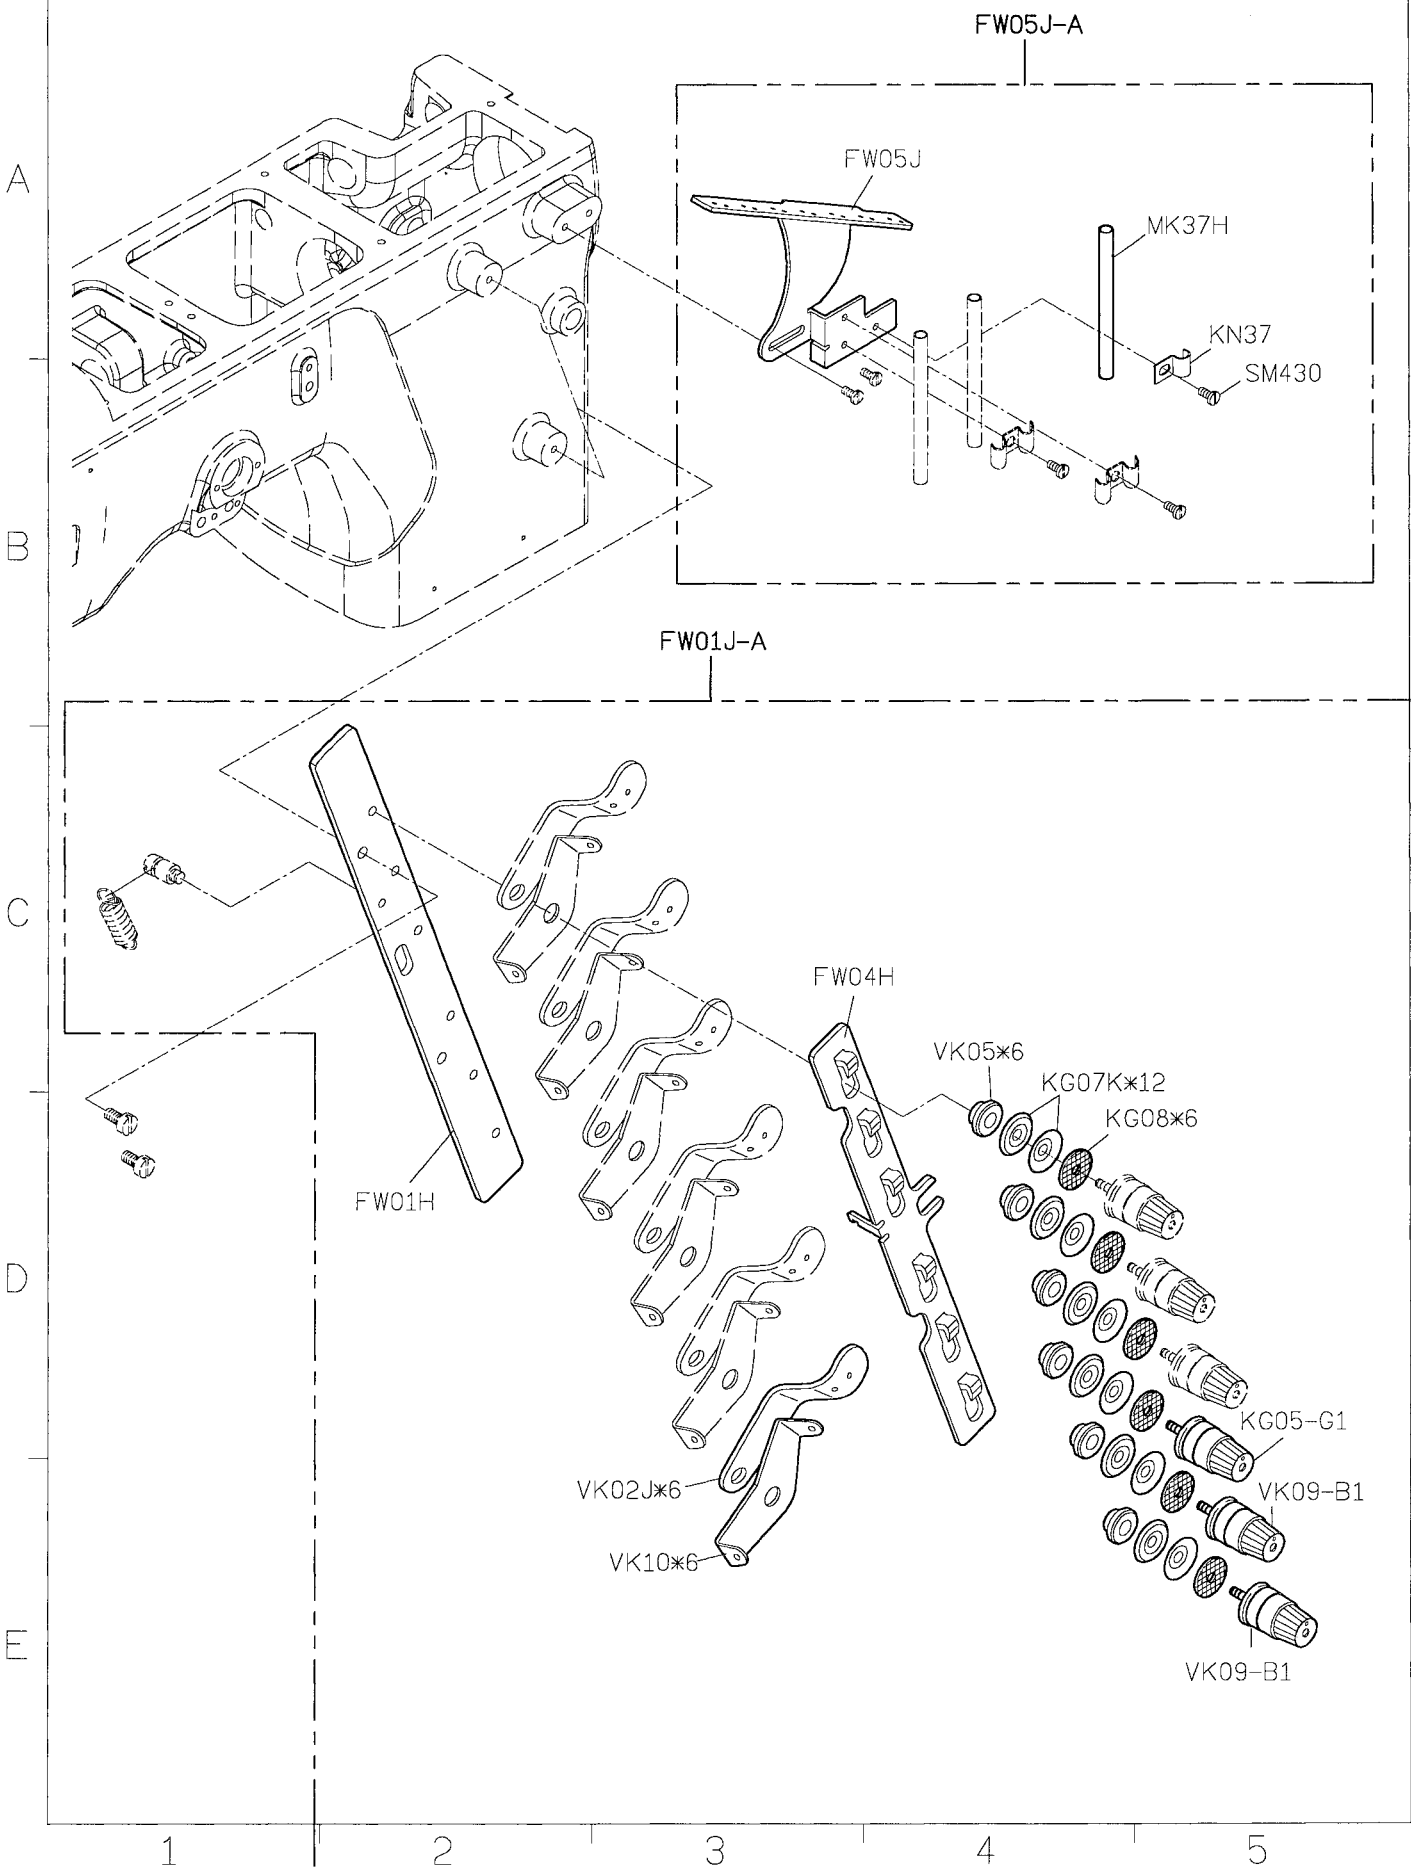 FW05J-A
A
FW05J
MK37H
KN37
SM430
B
FW01J-A
C
FW04H
VK05*6
KG07K*12
KG08*6
FW01H
D
KG05-G1
VK02J*6
VK09-B1
VK10*6
E
VK09-B1
1 2 3 4 5